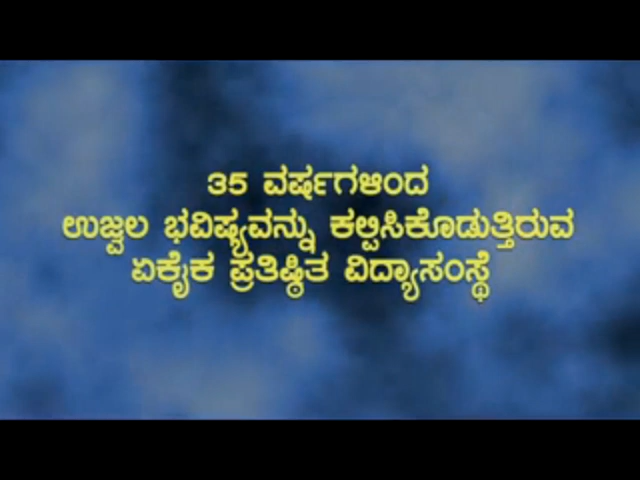 35 ವರ್ಷಗಳಿಂದ
ಉಜ್ವಲ ಭವಿಷ್ಯವನ್ನು ಕಲ್ಪಿಸಿಕೊಡುತ್ತಿರುವ
ಏಕೈಕ ಪ್ರತಿಷ್ಠಿತ ವಿದ್ಯಾಸಂಸ್ಥೆ